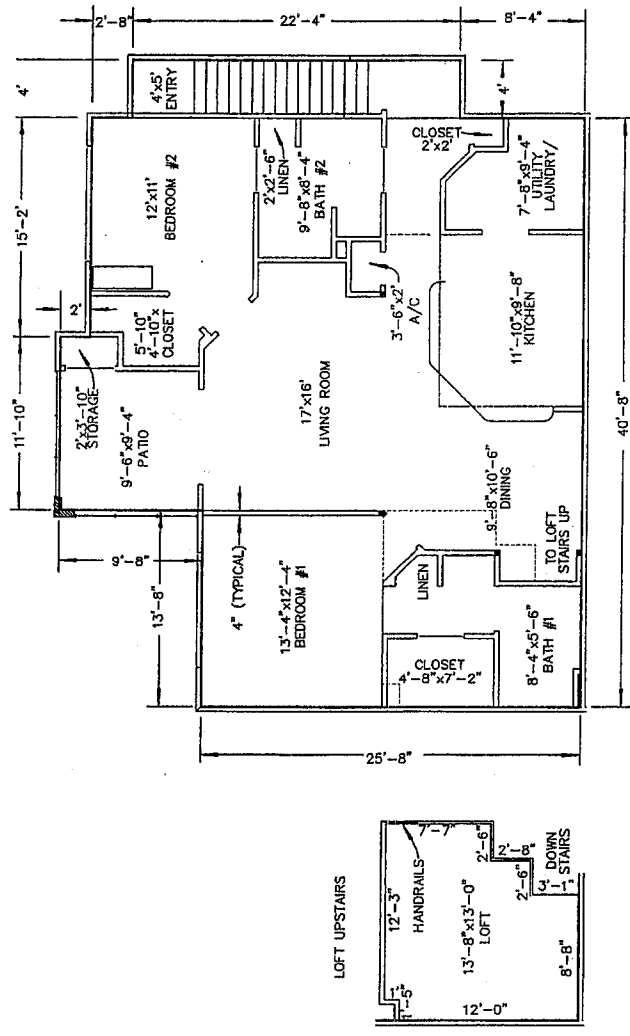 2'-8"
22'-4"
8'-4"
4'
4'x5'
ENTRY
4'
15'-2"
12'x11'
BEDROOM #2
2'x2'-6"
LINEN
9'-8"x8'-4"
BATH #2
CLOSET
2'x2'
7'-8"x9'-4"
UTILITY
LAUNDRY/
2'
5'-10"
4'-10"x
CLOSET
3'-6"x2'
A/C
11'-10"x9'-8"
KITCHEN
11'-10"
2'x3'-10"
STORAGE
9'-6"x9'-4"
PATIO
17'x16'
LIVING ROOM
40'-8"
9'-8"x10'-6"
DINING
TO LOFT
STAIRS UP
9'-8"
13'-8"
4" (TYPICAL)
13'-4"x12'-4"
BEDROOM #1
LINEN
CLOSET
4'-8"x7'-2"
8'-4"x5'-6"
BATH #1
25'-8"
LOFT UPSTAIRS
7'-7"
HANDRAILS
12'-3"
2'-6"
2'-8"
2'-6"
DOWN
STAIRS
3'-1"
13'-8"x13'-0"
LOFT
8'-8"
1'
1'-5"
12'-0"